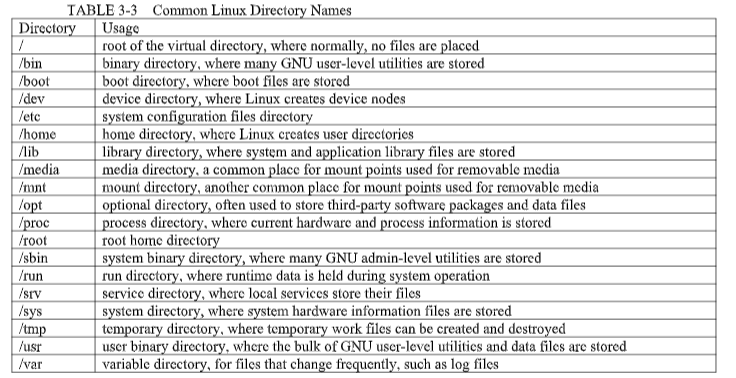 TABLE 3-3 Common Linux Directory Names
Directory Usage
/ root of the virtual directory, where normally, no files are placed
/bin binary directory, where many GNU user-level utilities are stored
/boot boot directory, where boot files are stored
/dev device directory, where Linux creates device nodes
/etc system configuration files directory
/home home directory, where Linux creates user directories
/lib library directory, where system and application library files are stored
/media media directory, a common place for mount points used for removable media
/mnt mount directory, another common place for mount points used for removable media
/opt optional directory, often used to store third-party software packages and data files
/proc process directory, where current hardware and process information is stored
/root root home directory
/sbin system binary directory, where many GNU admin-level utilities are stored
/run run directory, where runtime data is held during system operation
/srv service directory, where local services store their files
/sys system directory, where system hardware information files are stored
/tmp temporary directory, where temporary work files can be created and destroyed
/usr user binary directory, where the bulk of GNU user-level utilities and data files are stored
/var variable directory, for files that change frequently, such as log files